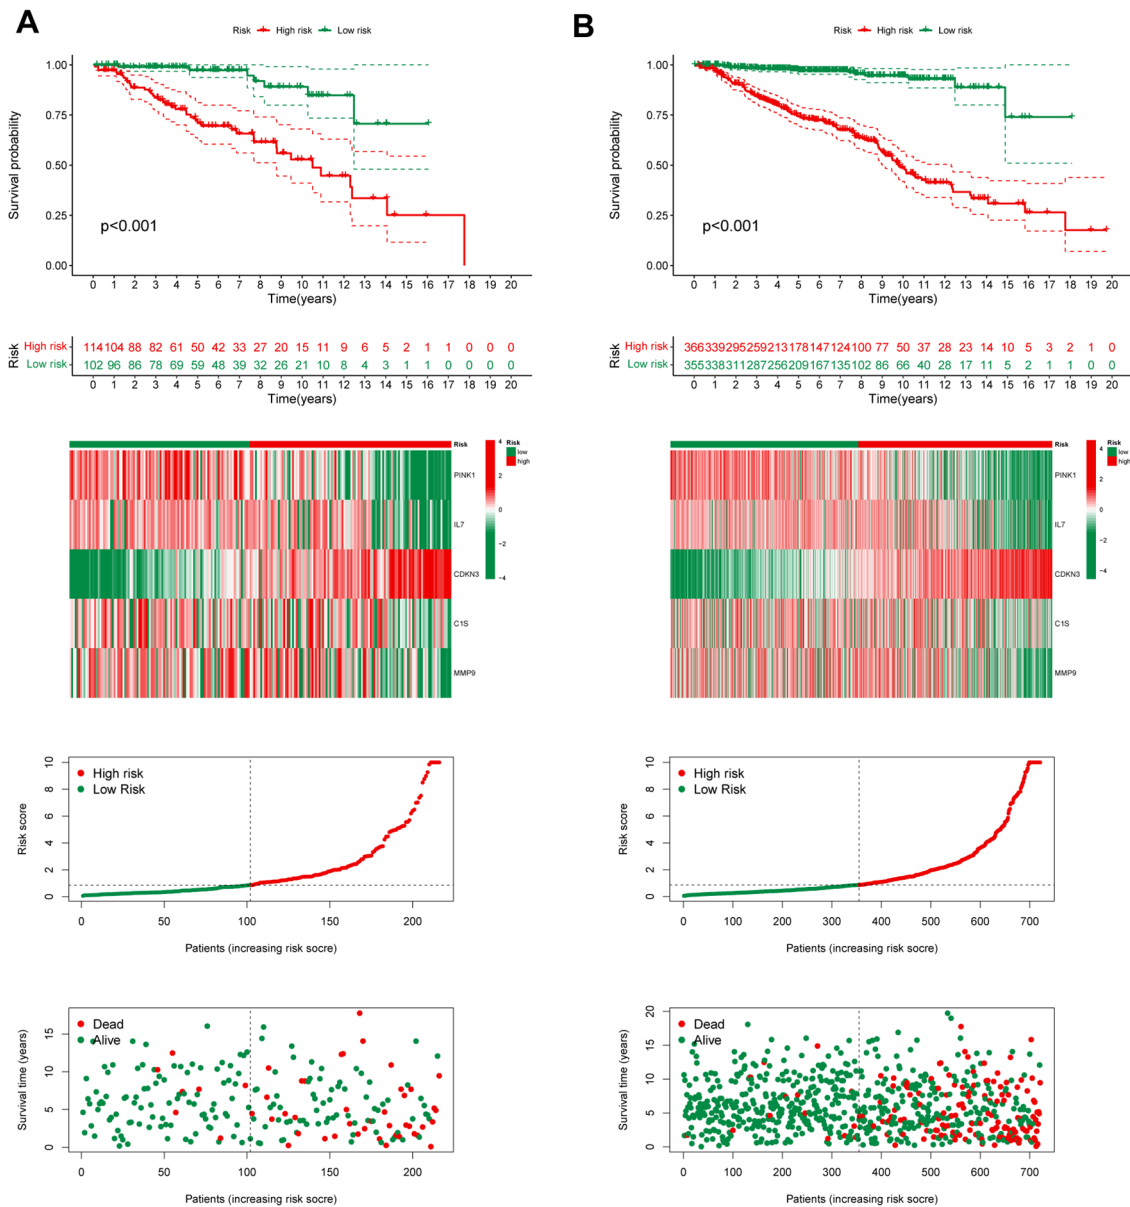 A
Risk High risk Low risk
Survival probability
1.00
0.75
0.50
0.25
0.00
p<0.001
0 1 2 3 4 5 6 7 8 9 10 11 12 13 14 15 16 17 18 19 20
Time(years)
Risk
High risk 114 104 88 82 61 50 42 33 27 20 15 11 9 6 5 2 1 1 0 0 0
Low risk 102 96 86 78 69 59 48 39 32 26 21 10 8 4 3 1 1 0 0 0 0
0 1 2 3 4 5 6 7 8 9 10 11 12 13 14 15 16 17 18 19 20
Time(years)
Risk
PINK1
IL7
CDKN3
C1S
MMP9
4
2
0
−2
−4
Risk
low
high
Risk score
10
8
6
4
2
0
High risk
Low Risk
0 50 100 150 200
Patients (increasing risk socre)
Survival time (years)
15
10
5
0
Dead
Alive
0 50 100 150 200
Patients (increasing risk socre)
B
Risk High risk Low risk
Survival probability
1.00
0.75
0.50
0.25
0.00
p<0.001
0 1 2 3 4 5 6 7 8 9 10 11 12 13 14 15 16 17 18 19 20
Time(years)
Risk
High risk 366 339 295 259 213 178 147 124 100 77 50 37 28 23 14 10 5 3 2 1 0
Low risk 355 338 311 287 256 209 167 135 102 86 66 40 28 17 11 5 2 1 1 0 0
0 1 2 3 4 5 6 7 8 9 10 11 12 13 14 15 16 17 18 19 20
Time(years)
Risk
PINK1
IL7
CDKN3
C1S
MMP9
4
2
0
−2
−4
Risk
low
high
Risk score
10
8
6
4
2
0
High risk
Low Risk
0 100 200 300 400 500 600 700
Patients (increasing risk socre)
Survival time (years)
20
15
10
5
0
Dead
Alive
0 100 200 300 400 500 600 700
Patients (increasing risk socre)